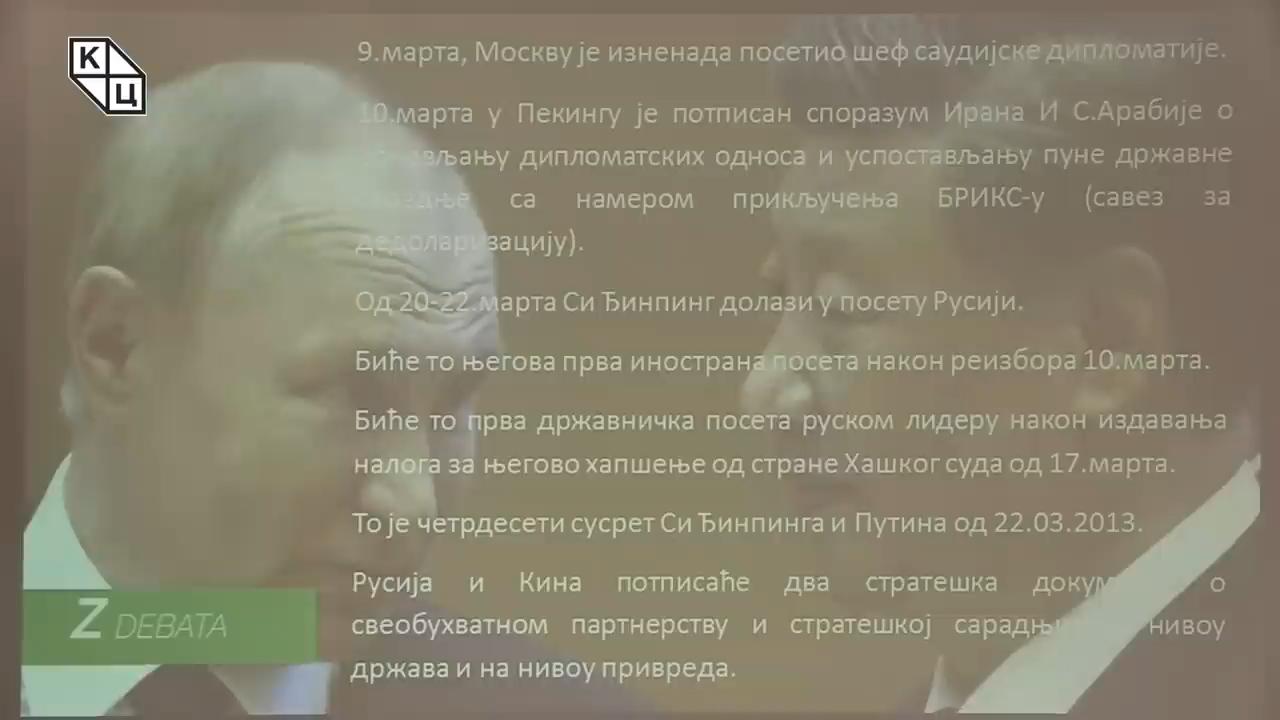 К
Ц
9.марта, Москву је изненада посетио шеф саудијске дипломатије.
10.марта у Пекингу је потписан споразум Ирана И С.Арабије о
дипломатских односа и успостављању пуне државне
са намером прикључења БРИКС-у (савез за
дедоларизацију).
Од 20-22.марта Си Ђинпинг долази у посету Русији.
Биће то његова прва инострана посета након реизбора 10.марта.
Биће то прва државничка посета руском лидеру након издавања
налога за његово хапшење од стране Хашког суда од 17.марта.
То је четрдесети сусрет Си Ђинпинга и Путина од 22.03.2013.
Русија и Кина потписаће два стратешка о
свеобухватном партнерству и стратешкој нивоу
држава и на нивоу привреда.
Z DEBATA